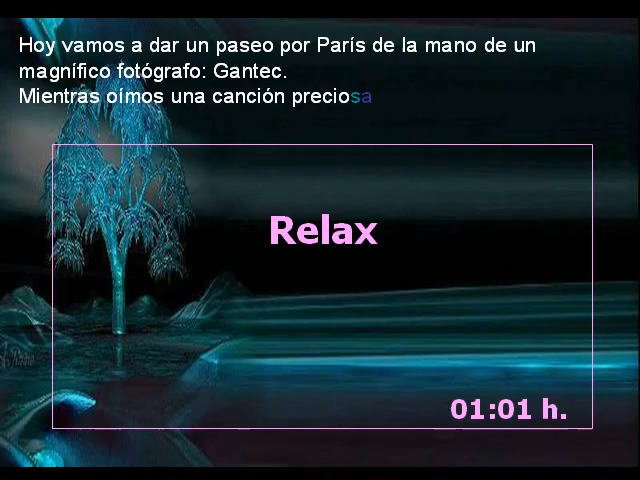 Hoy vamos a dar un paseo por París de la mano de un
magnífico fotógrafo: Gantec.
Mientras oímos una canción preciosa
Relax
01:01 h.